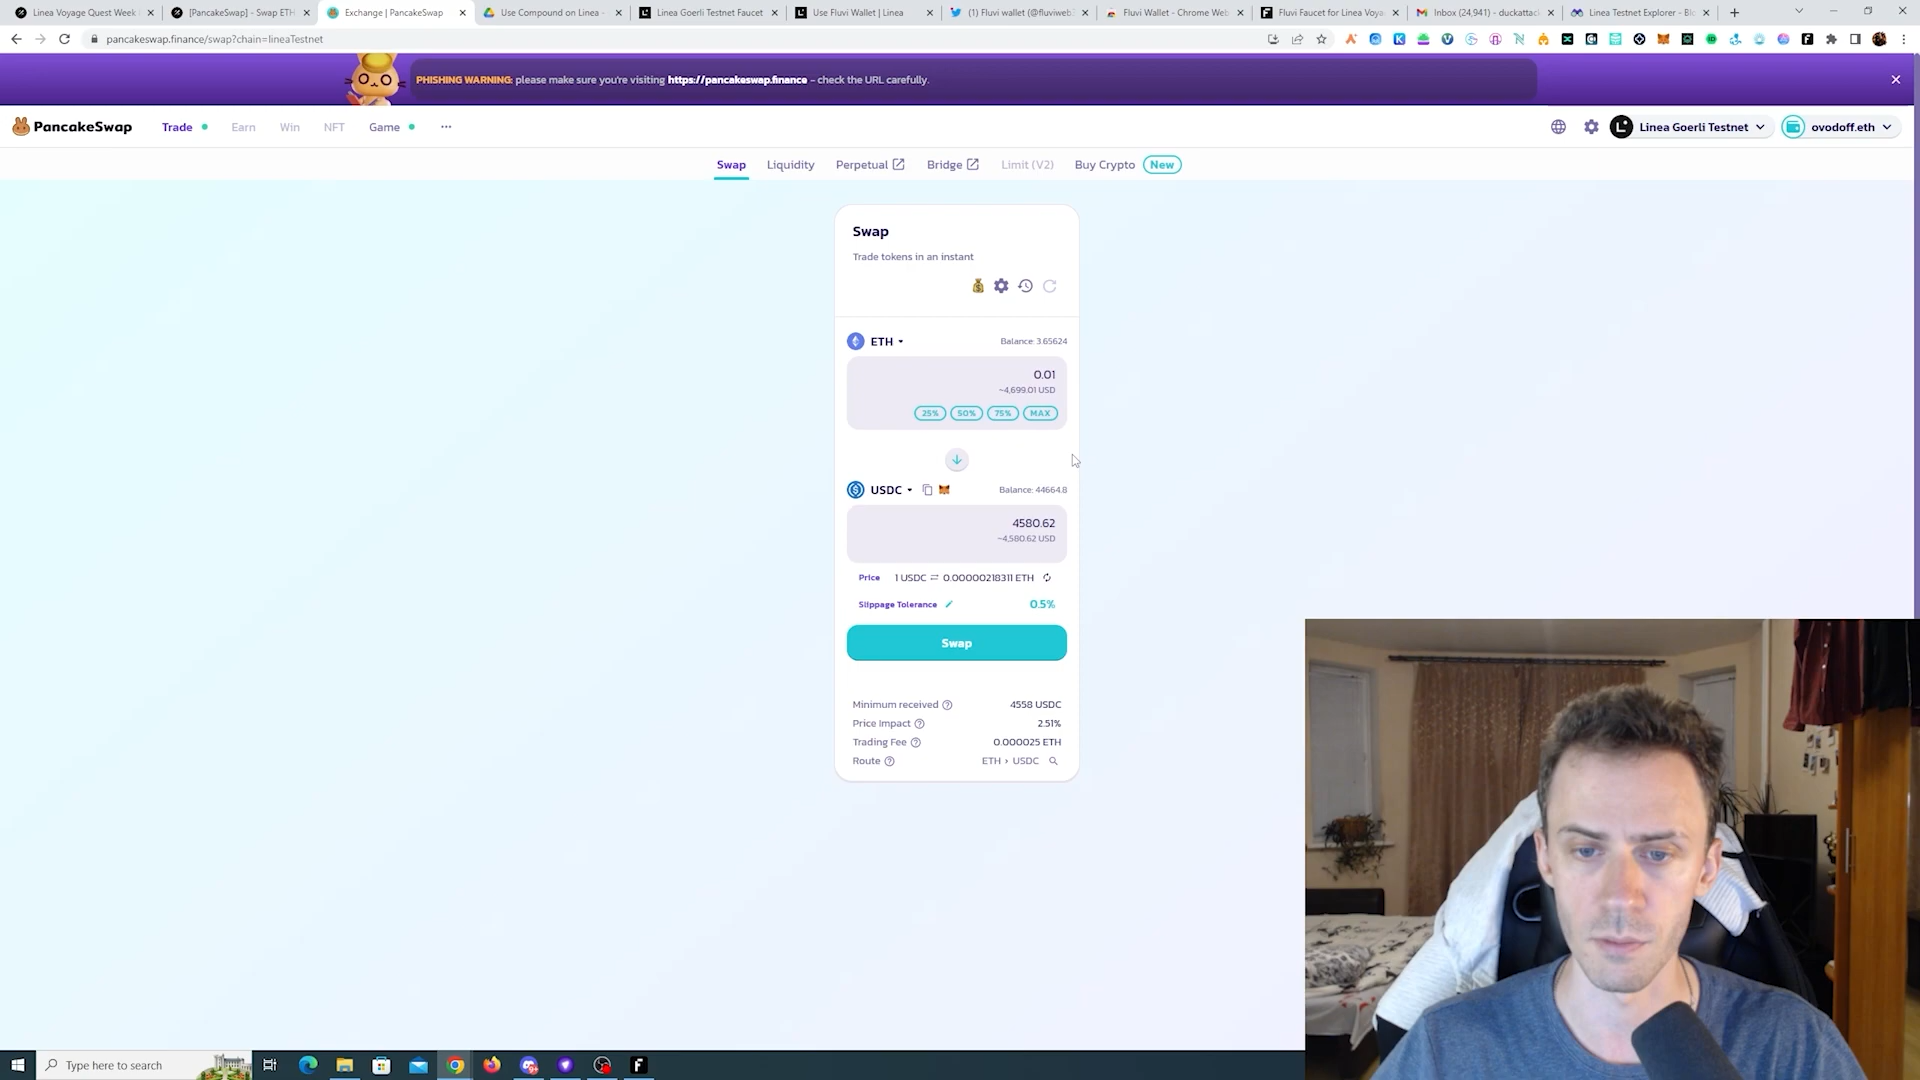 Linea Voyage Quest Week
[PancakeSwap] - Swap ETH
Exchange | PancakeSwap
Use Compound on Linea -
Linea Goerli Testnet Faucet
Use Fluvi Wallet | Linea
(1) Fluvi wallet (@fluviweb3
Fluvi Wallet - Chrome Web
Fluvi Faucet for Linea Voya
Inbox (24,941) - duckattac
Linea Testnet Explorer - Blo
pancakeswap.finance/swap?chain=lineaTestnet
PHISHING WARNING: please make sure you're visiting https://pancakeswap.finance - check the URL carefully.
PancakeSwap
Trade
Earn
Win
NFT
Game
Linea Goerli Testnet
ovodoff.eth
Swap
Liquidity
Perpetual
Bridge
Limit (V2)
Buy Crypto
New
Swap
Trade tokens in an instant
ETH
Balance: 3.65624
0.01
~4,699.01 USD
25%
50%
75%
MAX
USDC
Balance: 44664.8
4580.62
~4,580.62 USD
Price 1 USDC ⇌ 0.00000218311 ETH
Slippage Tolerance 0.5%
Swap
Minimum received 4558 USDC
Price Impact 2.51%
Trading Fee 0.000025 ETH
Route ETH › USDC
Type here to search